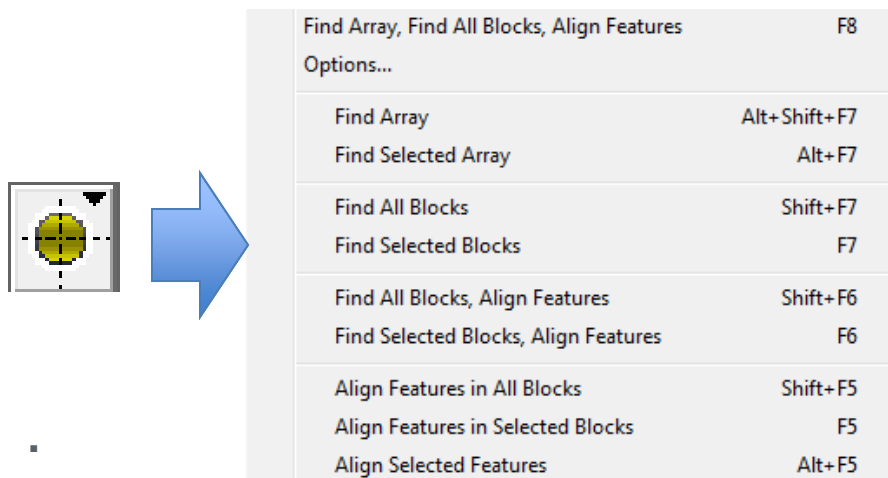 Find Array, Find All Blocks, Align Features F8
Options...
Find Array Alt+Shift+F7
Find Selected Array Alt+F7
Find All Blocks Shift+F7
Find Selected Blocks F7
Find All Blocks, Align Features Shift+F6
Find Selected Blocks, Align Features F6
Align Features in All Blocks Shift+F5
Align Features in Selected Blocks F5
Align Selected Features Alt+F5